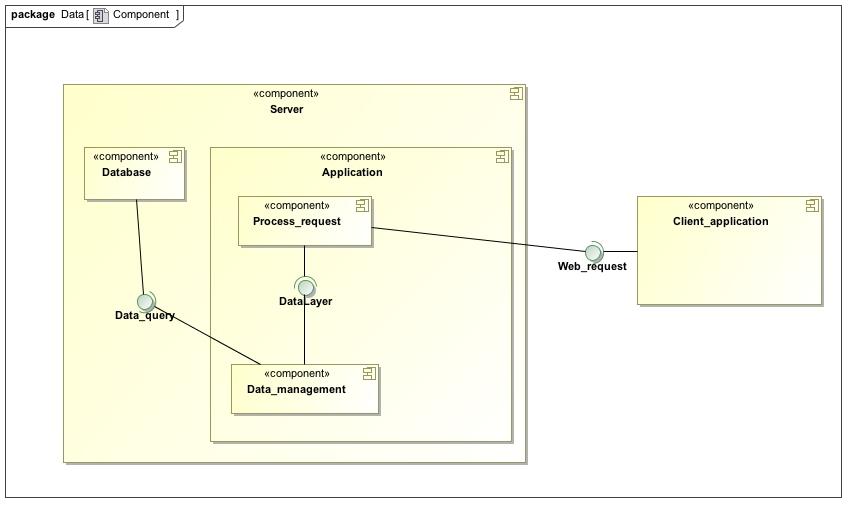 package Data[ Component ]
«component»
Server
«component»
Database
«component»
Application
«component»
Process_request
«component»
Client_application
Web_request
DataLayer
Data_query
«component»
Data_management